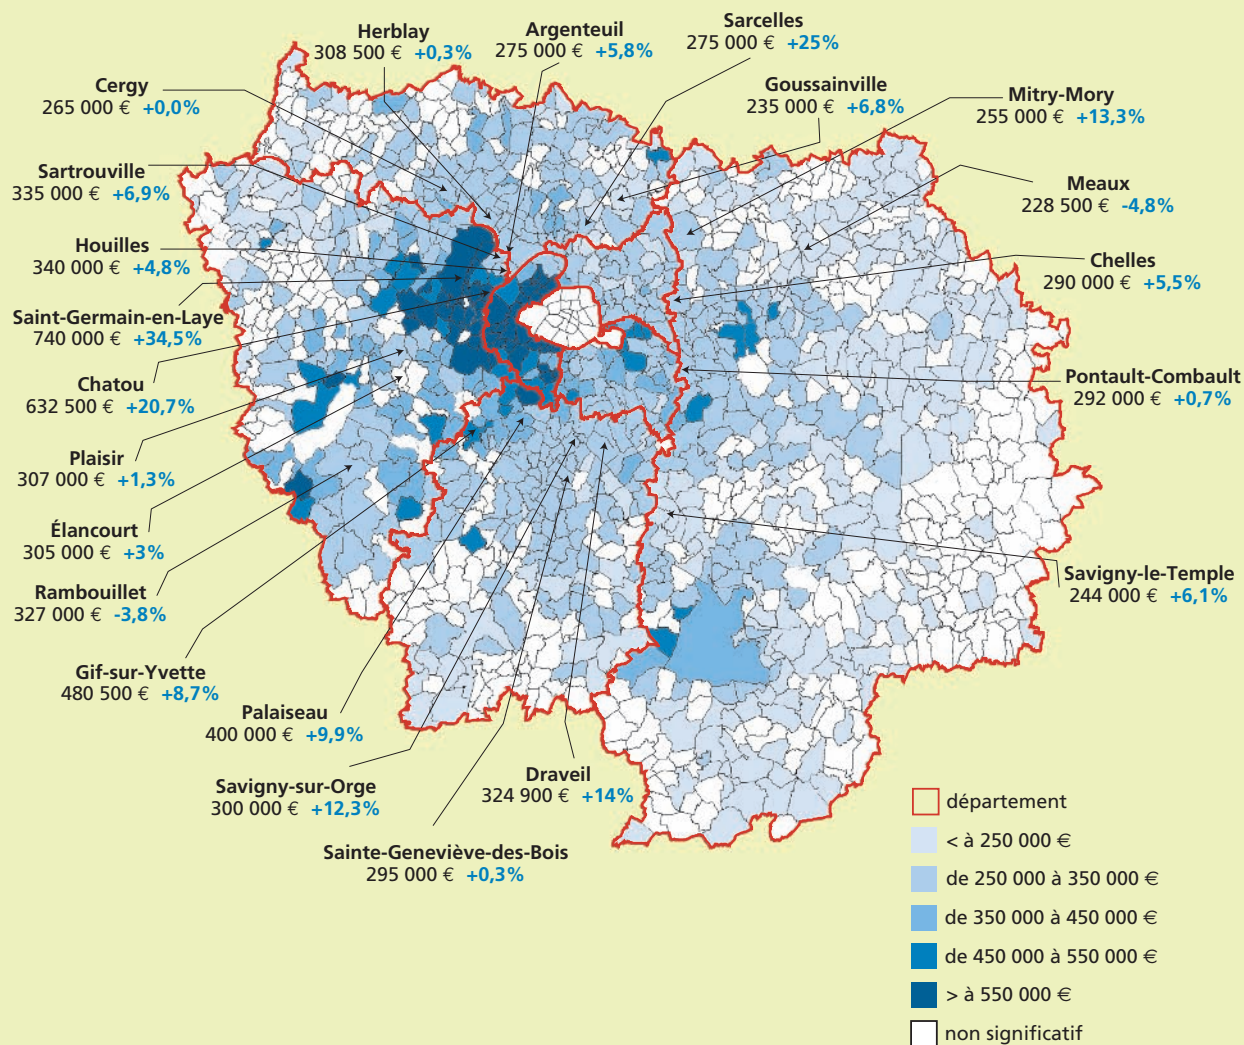 Herblay
308 500 € +0,3%
Argenteuil
275 000 € +5,8%
Sarcelles
275 000 € +25%
Cergy
265 000 € +0,0%
Goussainville
235 000 € +6,8%
Mitry-Mory
255 000 € +13,3%
Sartrouville
335 000 € +6,9%
Meaux
228 500 € -4,8%
Houilles
340 000 € +4,8%
Chelles
290 000 € +5,5%
Saint-Germain-en-Laye
740 000 € +34,5%
Chatou
632 500 € +20,7%
Pontault-Combault
292 000 € +0,7%
Plaisir
307 000 € +1,3%
Élancourt
305 000 € +3%
Rambouillet
327 000 € -3,8%
Savigny-le-Temple
244 000 € +6,1%
Gif-sur-Yvette
480 500 € +8,7%
Palaiseau
400 000 € +9,9%
Savigny-sur-Orge
300 000 € +12,3%
Draveil
324 900 € +14%
Sainte-Geneviève-des-Bois
295 000 € +0,3%
département
< à 250 000 €
de 250 000 à 350 000 €
de 350 000 à 450 000 €
de 450 000 à 550 000 €
> à 550 000 €
non significatif